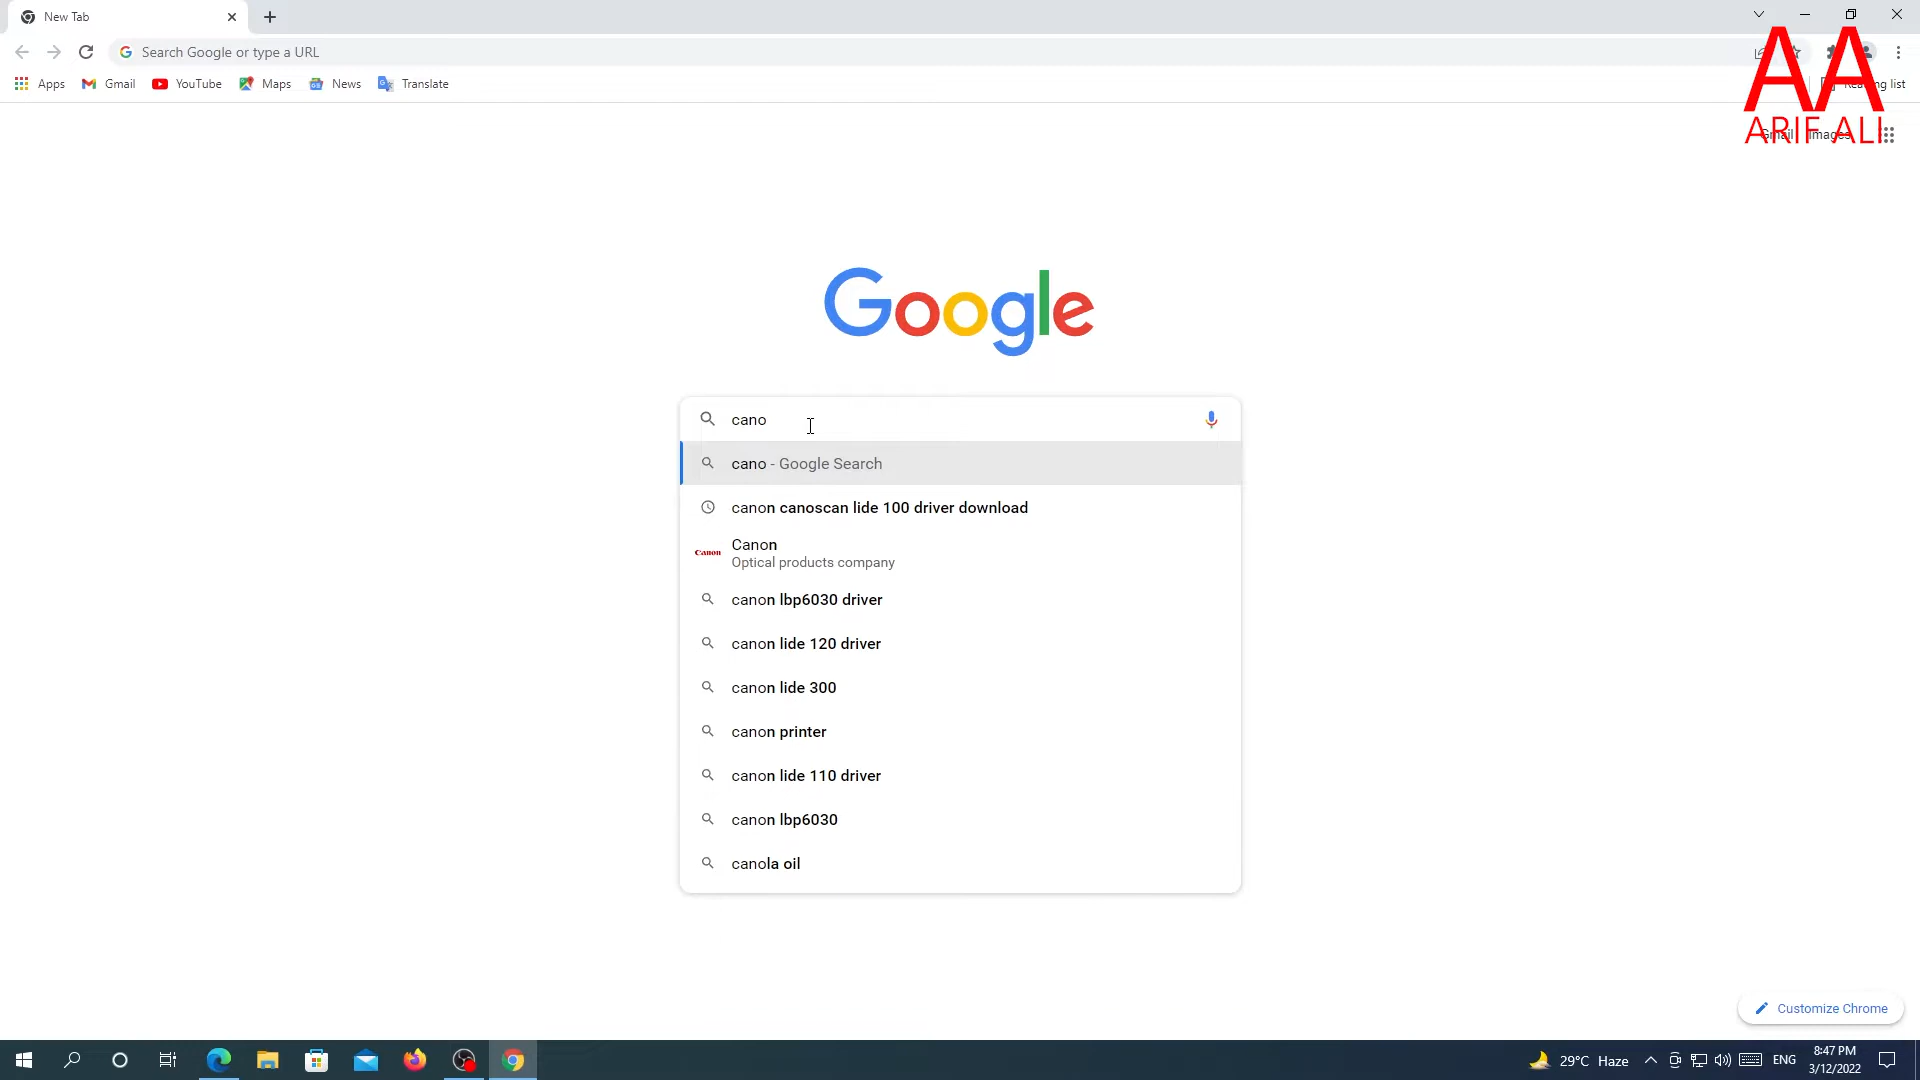 New Tab
Search Google or type a URL
Apps
Gmail
YouTube
Maps
News
Translate
AA
ARIF ALI
list
Gmail
Images
Google
cano
cano - Google Search
canon canoscan lide 100 driver download
Canon
Canon
Optical products company
canon lbp6030 driver
canon lide 120 driver
canon lide 300
canon printer
canon lide 110 driver
canon lbp6030
canola oil
Customize Chrome
29°C Haze
ENG
8:47 PM
3/12/2022